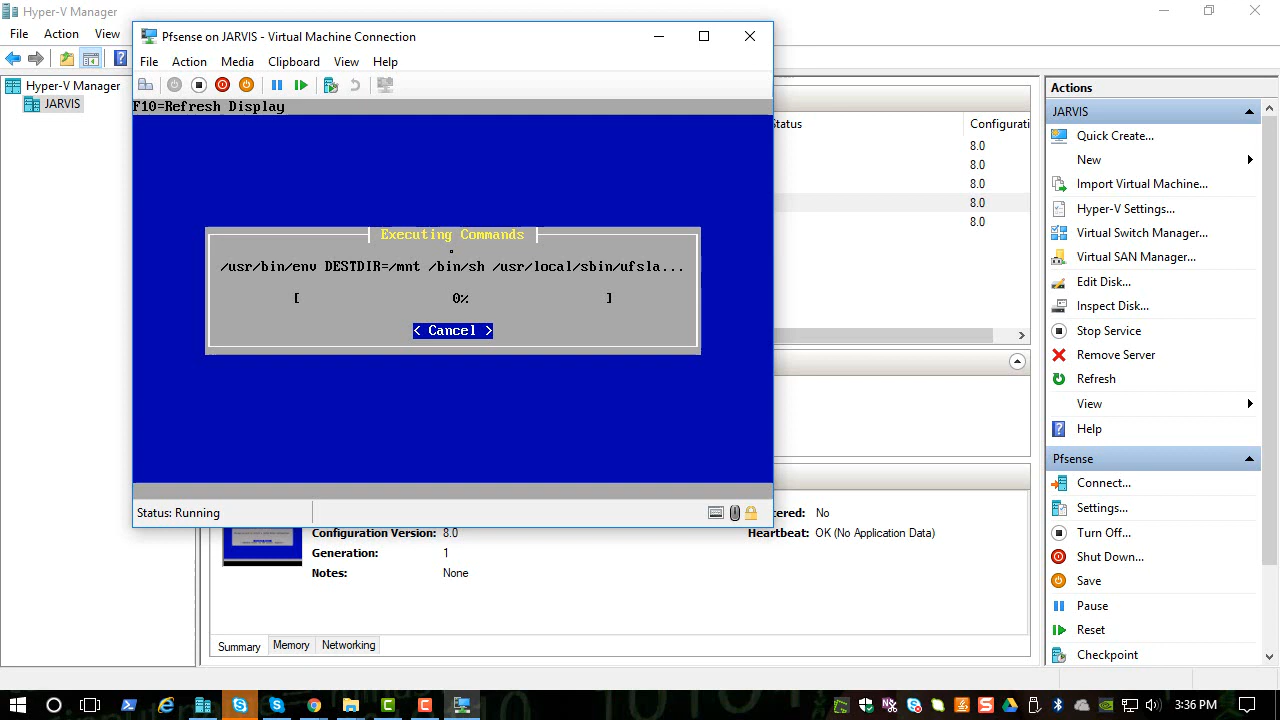 Hyper-V Manager
File Action View
Hyper-V Manager
JARVIS
Pfsense on JARVIS - Virtual Machine Connection
File Action Media Clipboard View Help
F10=Refresh Display
Executing Commands
/usr/bin/env DESTDIR=/mnt /bin/sh /usr/local/sbin/ufsla...
[ 0% ]
< Cancel >
Status: Running
Status Configurati
8.0
8.0
8.0
8.0
8.0
tered: No
Configuration Version: 8.0
Heartbeat: OK (No Application Data)
Generation: 1
Notes: None
Summary Memory Networking
Actions
JARVIS
Quick Create...
New
Import Virtual Machine...
Hyper-V Settings...
Virtual Switch Manager...
Virtual SAN Manager...
Edit Disk...
Inspect Disk...
Stop Service
Remove Server
Refresh
View
Help
Pfsense
Connect...
Settings...
Turn Off...
Shut Down...
Save
Pause
Reset
Checkpoint
3:36 PM